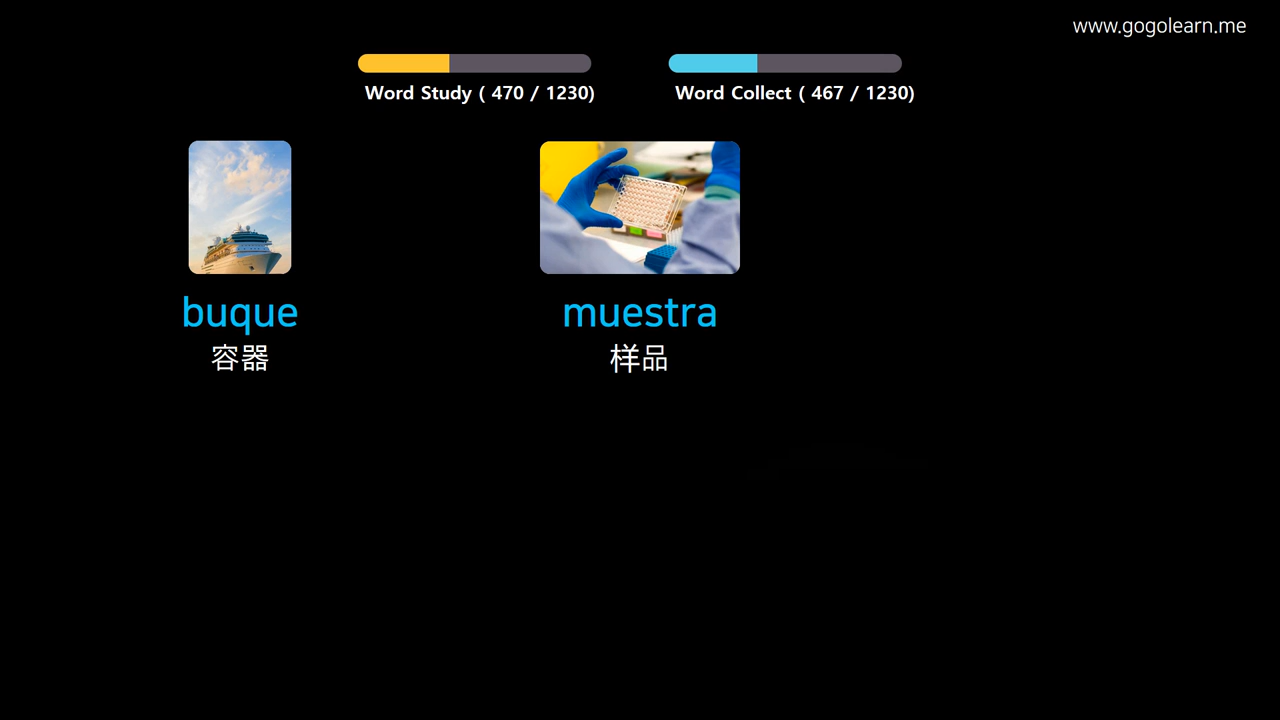 www.gogolearn.me
Word Study ( 470 / 1230)
Word Collect ( 467 / 1230)
buque
muestra
容器
样品